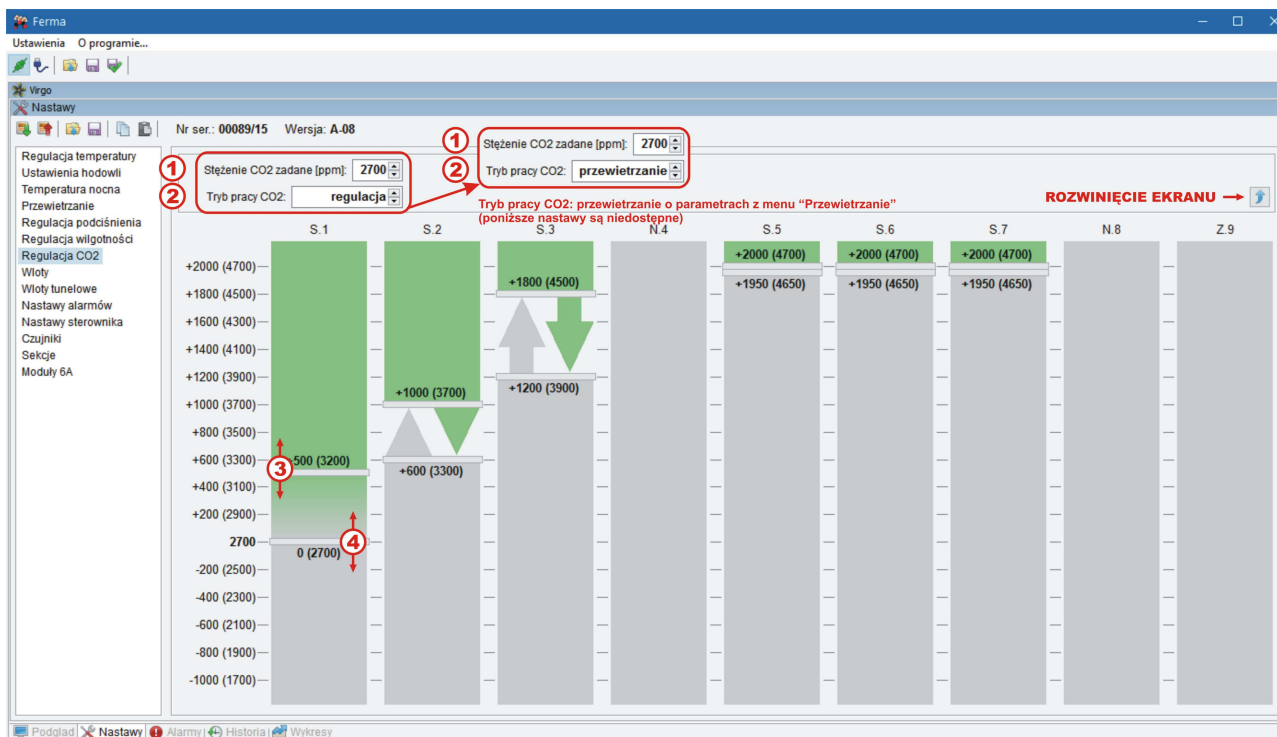 Ferma
Ustawienia O programie...
Virgo
Nastawy
Nr ser.: 00089/15 Wersja: A-08
Regulacja temperatury
Ustawienia hodowli
Temperatura nocna
Przewietrzanie
Regulacja podciśnienia
Regulacja wilgotności
Regulacja CO2
Wloty
Wloty tunelowe
Nastawy alarmów
Nastawy sterownika
Czujniki
Sekcje
Moduły 6A
1 Stężenie CO2 zadane [ppm]: 2700
2 Tryb pracy CO2: regulacja
1 Stężenie CO2 zadane [ppm]: 2700
2 Tryb pracy CO2: przewietrzanie
Tryb pracy CO2: przewietrzanie o parametrach z menu “Przewietrzanie”
(poniższe nastawy są niedostępne)
ROZWINIĘCIE EKRANU
S.1 S.2 S.3 N.4 S.5 S.6 S.7 N.8 Z.9
+2000 (4700)
+1800 (4500)
+1600 (4300)
+1400 (4100)
+1200 (3900)
+1000 (3700)
+800 (3500)
+600 (3300)
+400 (3100)
+200 (2900)
2700
-200 (2500)
-400 (2300)
-600 (2100)
-800 (1900)
-1000 (1700)
3
+500 (3200)
4
0 (2700)
+1000 (3700)
+600 (3300)
+1800 (4500)
+1200 (3900)
+2000 (4700) +2000 (4700) +2000 (4700)
+1950 (4650) +1950 (4650) +1950 (4650)
Podgląd Nastawy Alarmy Historia Wykresy